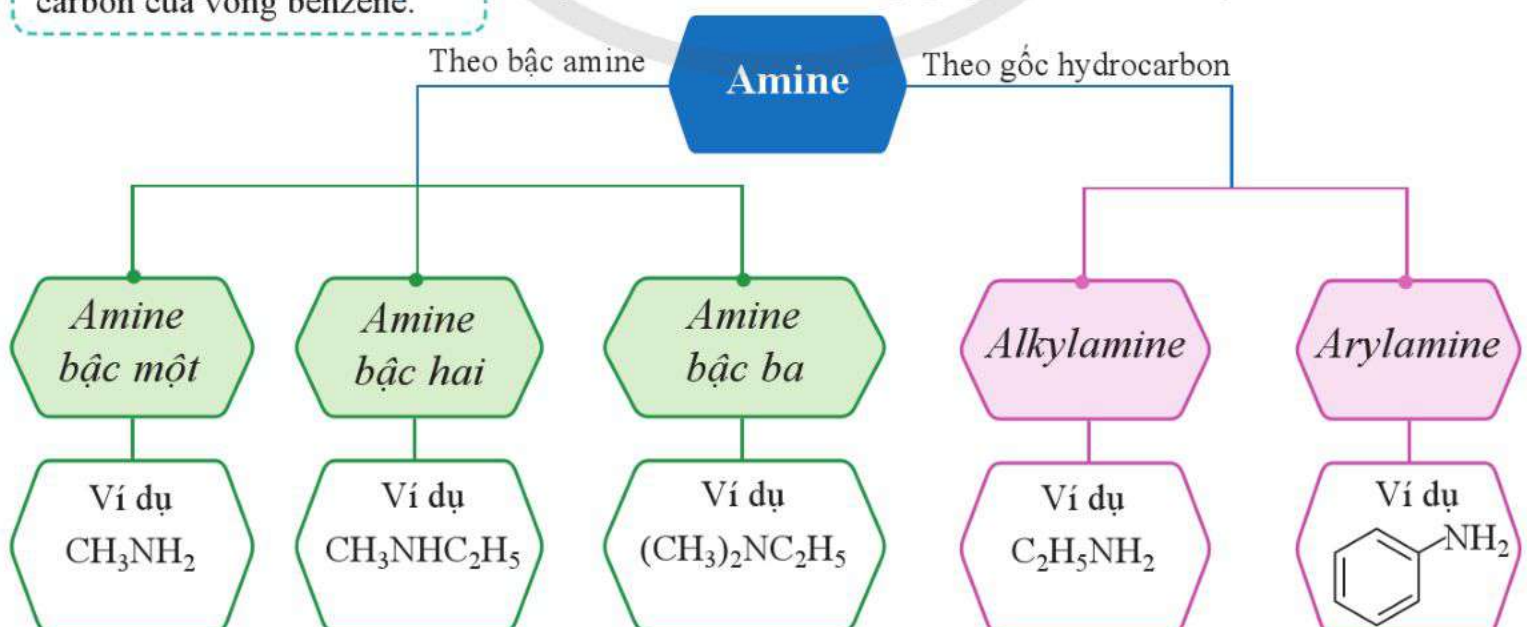 carbon của vòng benzene.
Theo bậc amine
Amine
Theo gốc hydrocarbon
Amine
bậc một
Amine
bậc hai
Amine
bậc ba
Alkylamine
Arylamine
Ví dụ
CH₃NH₂
Ví dụ
CH₃NHC₂H₅
Ví dụ
(CH₃)₂NC₂H₅
Ví dụ
C₂H₅NH₂
Ví dụ
NH₂